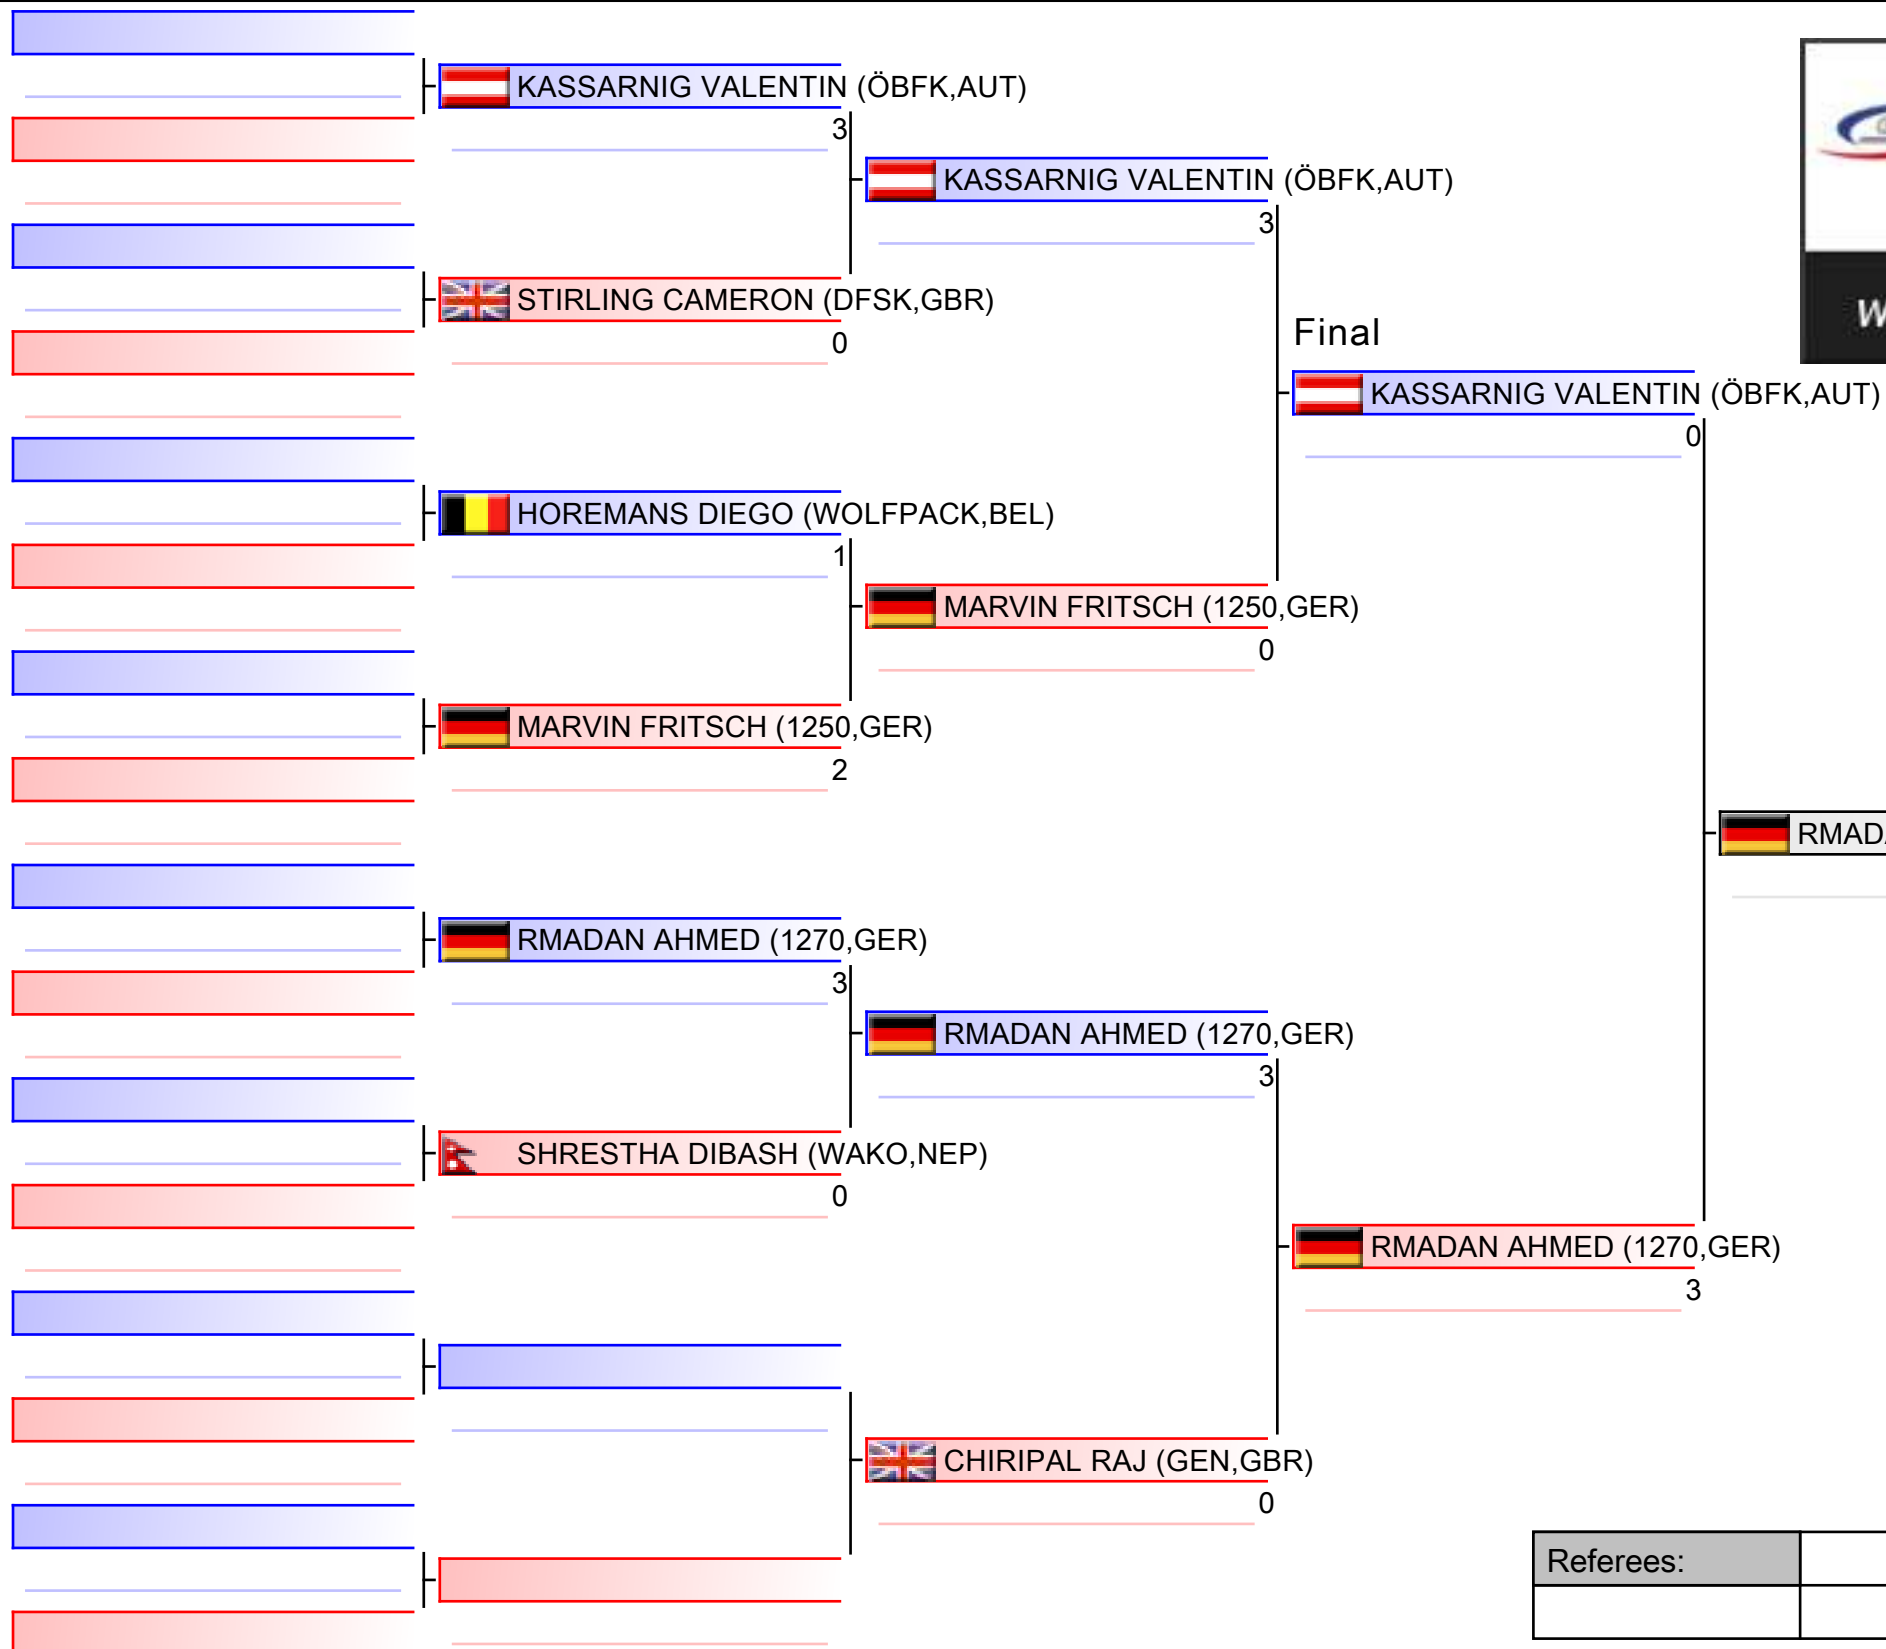 KASSARNIG VALENTIN (ÖBFK,AUT)
3
STIRLING CAMERON (DFSK,GBR)
0
HOREMANS DIEGO (WOLFPACK,BEL)
1
MARVIN FRITSCH (1250,GER)
2
RMADAN AHMED (1270,GER)
3
SHRESTHA DIBASH (WAKO,NEP)
0
KASSARNIG VALENTIN (ÖBFK,AUT)
3
MARVIN FRITSCH (1250,GER)
0
RMADAN AHMED (1270,GER)
3
CHIRIPAL RAJ (GEN,GBR)
0
Final
KASSARNIG VALENTIN (ÖBFK,AUT)
0
RMADAN AHMED (1270,GER)
3
Referees: